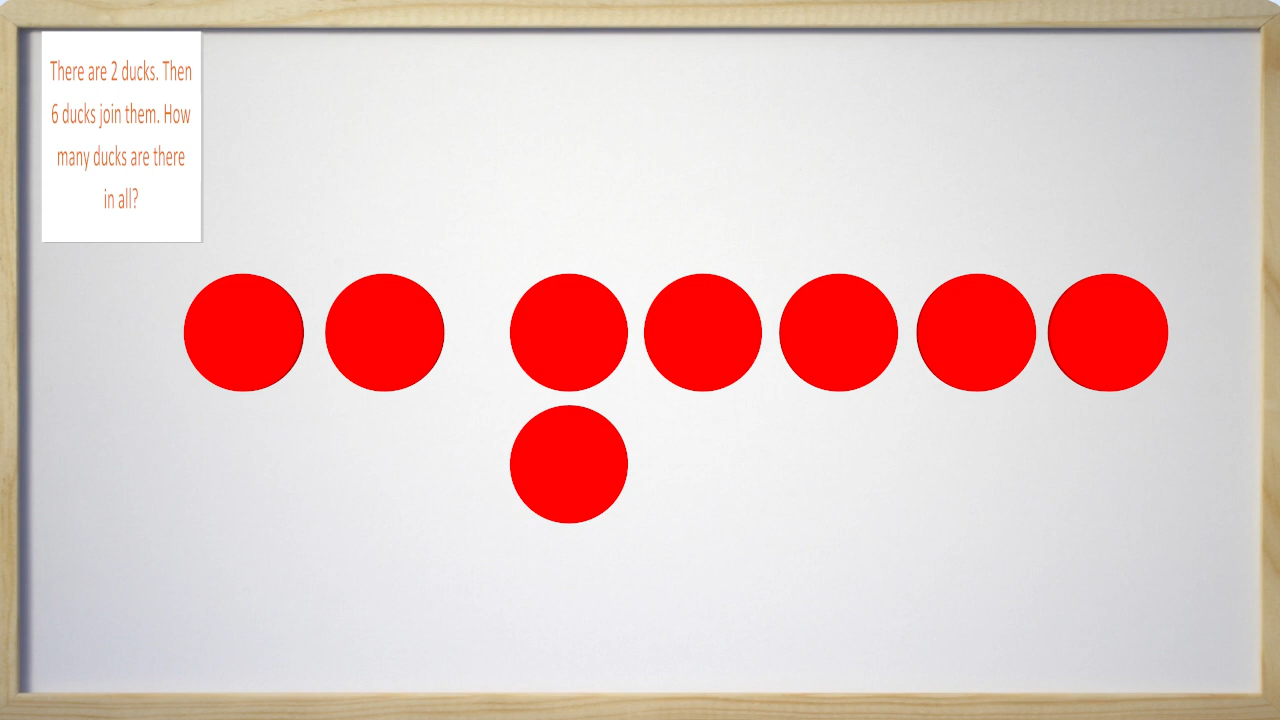 There are 2 ducks. Then
6 ducks join them. How
many ducks are there
in all?